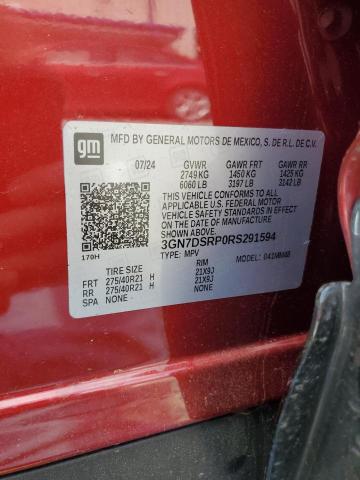 gm
MFD BY GENERAL MOTORS DE MEXICO, S. DE R.L. DE C.V.
07/24 GVWR GAWR FRT GAWR RR
2749 KG 1450 KG 1425 KG
6060 LB 3197 LB 3142 LB
THIS VEHICLE CONFORMS TO ALL APPLICABLE U.S. FEDERAL MOTOR VEHICLE SAFETY AND THEFT PREVENTION STANDARDS IN EFFECT ON THE DATE OF MANUFACTURE SHOWN ABOVE.
3GN7DSRP0RS291594
170H TYPE: MPV MODEL:
TIRE SIZE RIM
FRT 275/40R21 H 21X9J
RR 275/40R21 H 21X9J
SPA NONE NONE